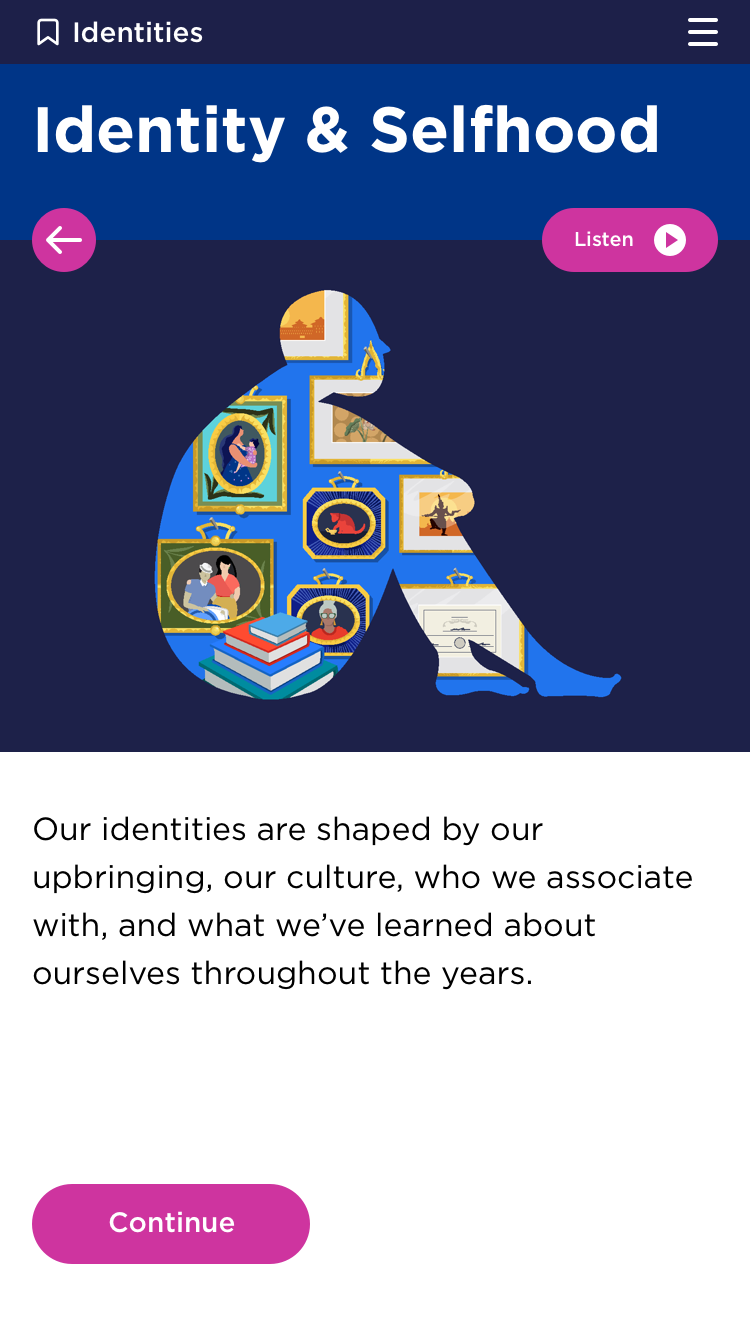 Identities
Identity & Selfhood
Listen
Our identities are shaped by our
upbringing, our culture, who we associate
with, and what we’ve learned about
ourselves throughout the years.
Continue